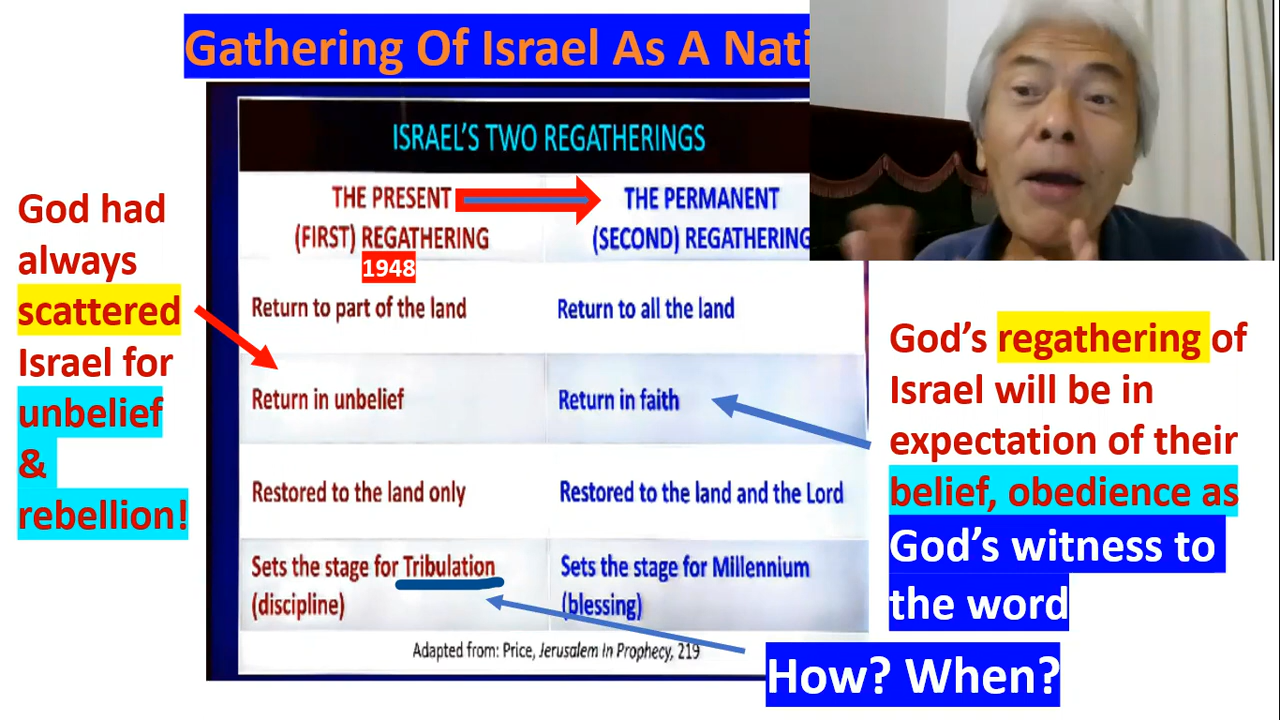 Gathering Of Israel As A Nati
ISRAEL'S TWO REGATHERINGS
THE PRESENT
(FIRST) REGATHERING
1948
THE PERMANENT
(SECOND) REGATHERING
Return to part of the land
Return to all the land
Return in unbelief
Return in faith
Restored to the land only
Restored to the land and the Lord
Sets the stage for Tribulation
(discipline)
Sets the stage for Millennium
(blessing)
Adapted from: Price, Jerusalem In Prophecy, 219
God had
always
scattered
Israel for
unbelief
&
rebellion!
God's regathering of
Israel will be in
expectation of their
belief, obedience as
God's witness to
the word
How? When?